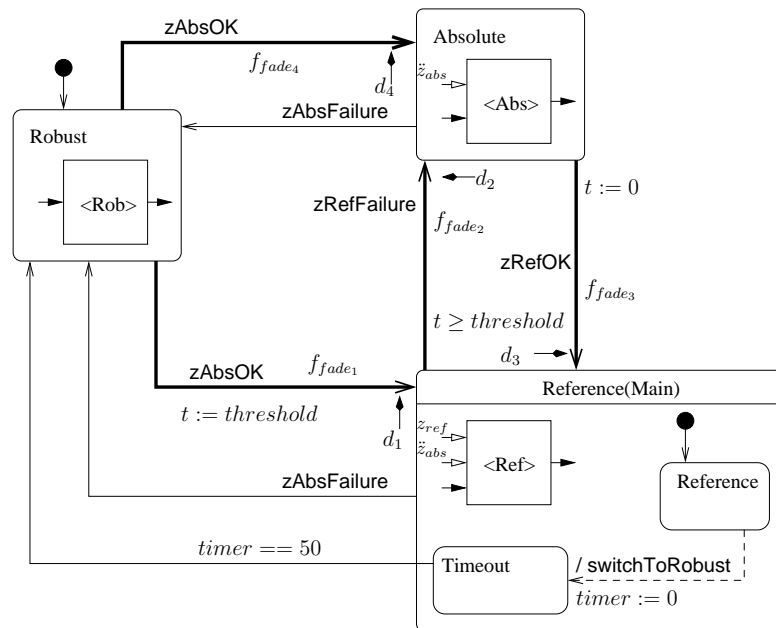 zAbsOK
Absolute
f_{fade_4}
d_4
z̈_{abs}
<Abs>
zAbsFailure
Robust
<Rob>
d_2
t := 0
zRefFailure
f_{fade_2}
zRefOK
f_{fade_3}
t ≥ threshold
d_3
zAbsOK
f_{fade_1}
Reference(Main)
t := threshold
d_1
z_{ref}
z̈_{abs}
<Ref>
zAbsFailure
Reference
timer == 50
Timeout
/ switchToRobust
timer := 0